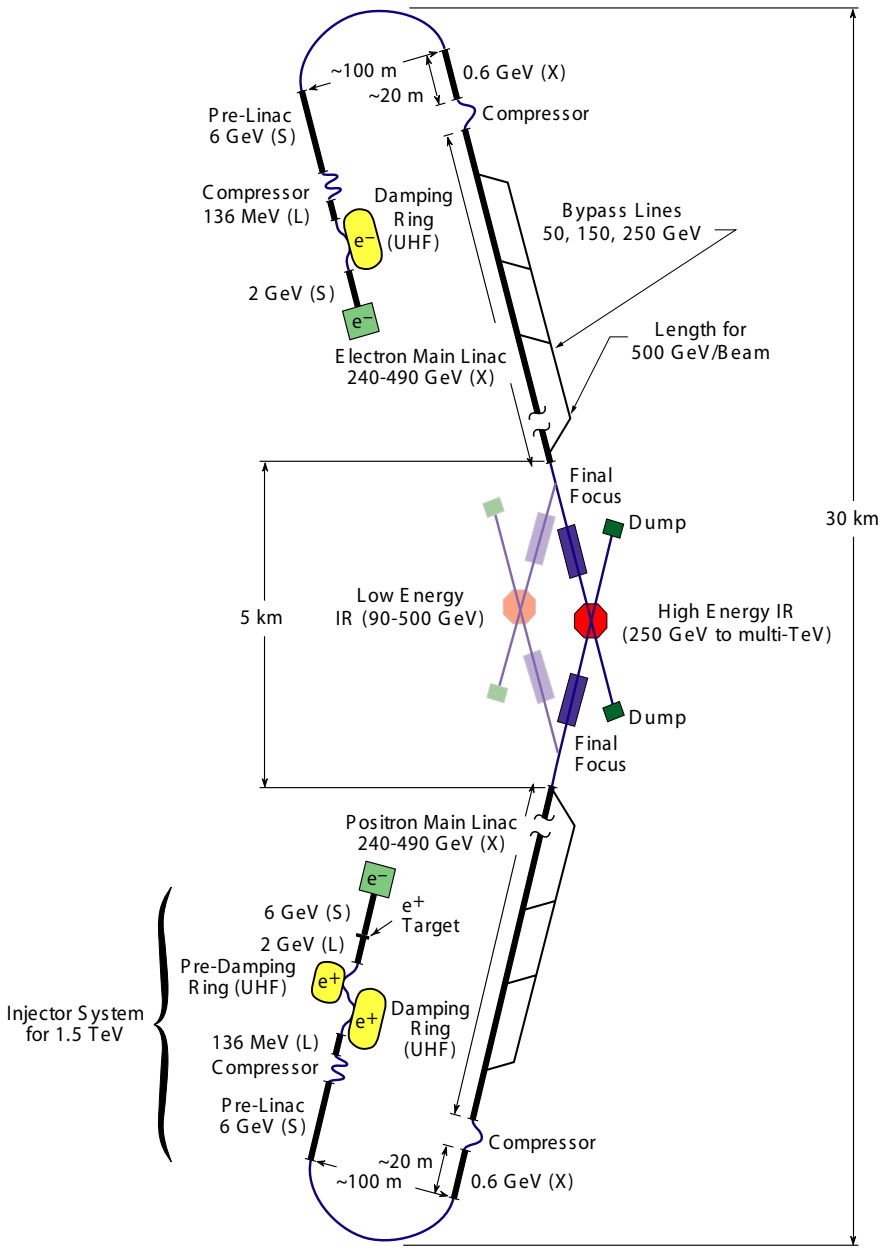 ~100 m
~20 m
0.6 GeV (X)
Compressor
Pre-Linac
6 GeV (S)
Compressor
136 MeV (L)
Damping
Ring
(UHF)
e−
2 GeV (S)
e−
Bypass Lines
50, 150, 250 GeV
Length for
500 GeV/Beam
Electron Main Linac
240-490 GeV (X)
Final
Focus
Dump
30 km
5 km
Low Energy
IR (90-500 GeV)
High Energy IR
(250 GeV to multi-TeV)
Dump
Final
Focus
Positron Main Linac
240-490 GeV (X)
e−
6 GeV (S)
e+
Target
2 GeV (L)
Pre-Damping
Ring (UHF)
e+
e+
Damping
Ring
(UHF)
Injector System
for 1.5 TeV
136 MeV (L)
Compressor
Pre-Linac
6 GeV (S)
Compressor
~20 m
~100 m
0.6 GeV (X)